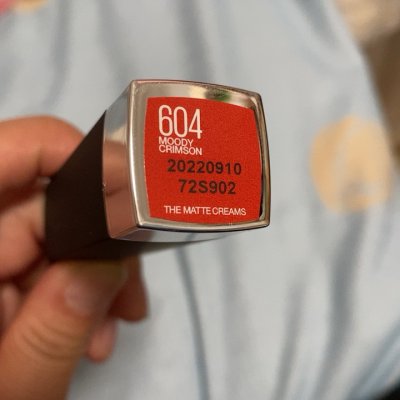 604
MOODY
CRIMSON
20220910
72S902
THE MATTE CREAMS